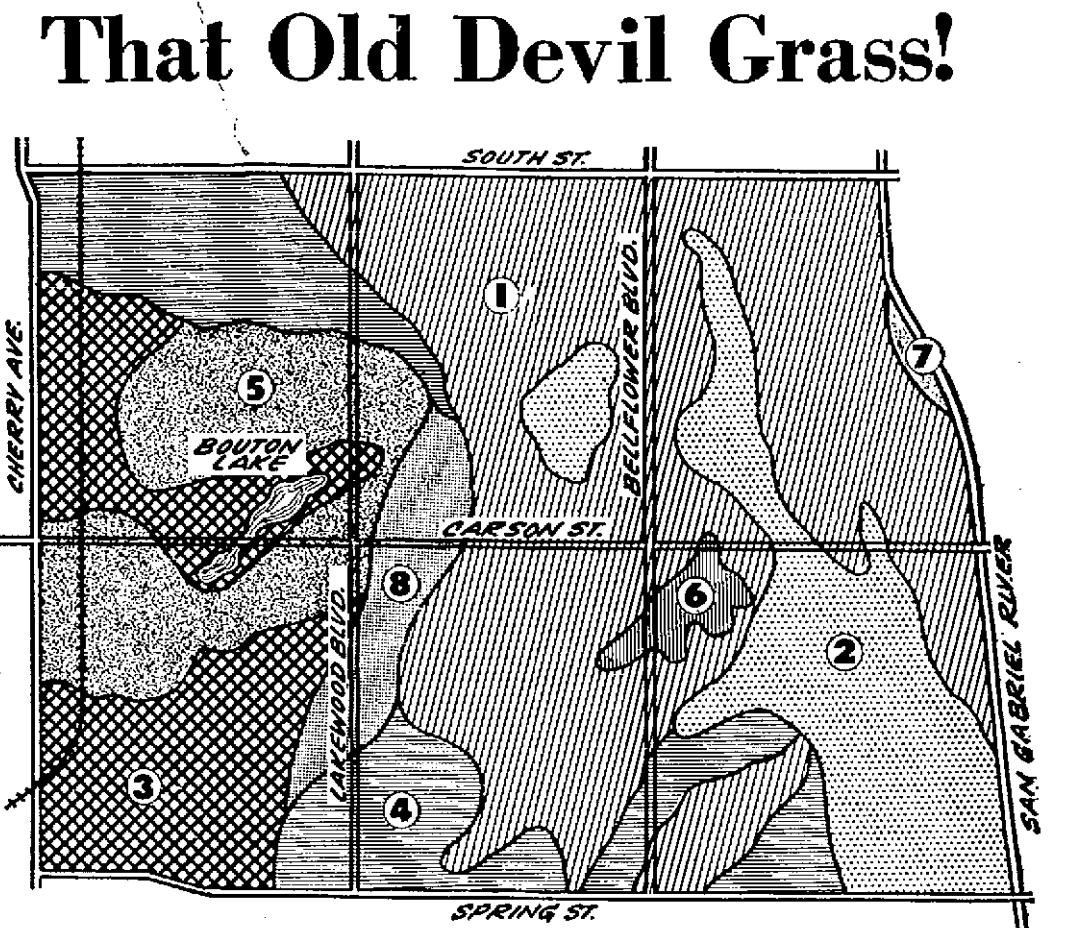 That Old Devil Grass!
SOUTH ST.
1
BELLFLOWER BLVD.
7
CHERRY AVE.
5
BOUTON
LAKE
CARSON ST.
8
6
LAKEWOOD BLVD.
2
SAN GABRIEL RIVER
3
4
SPRING ST.